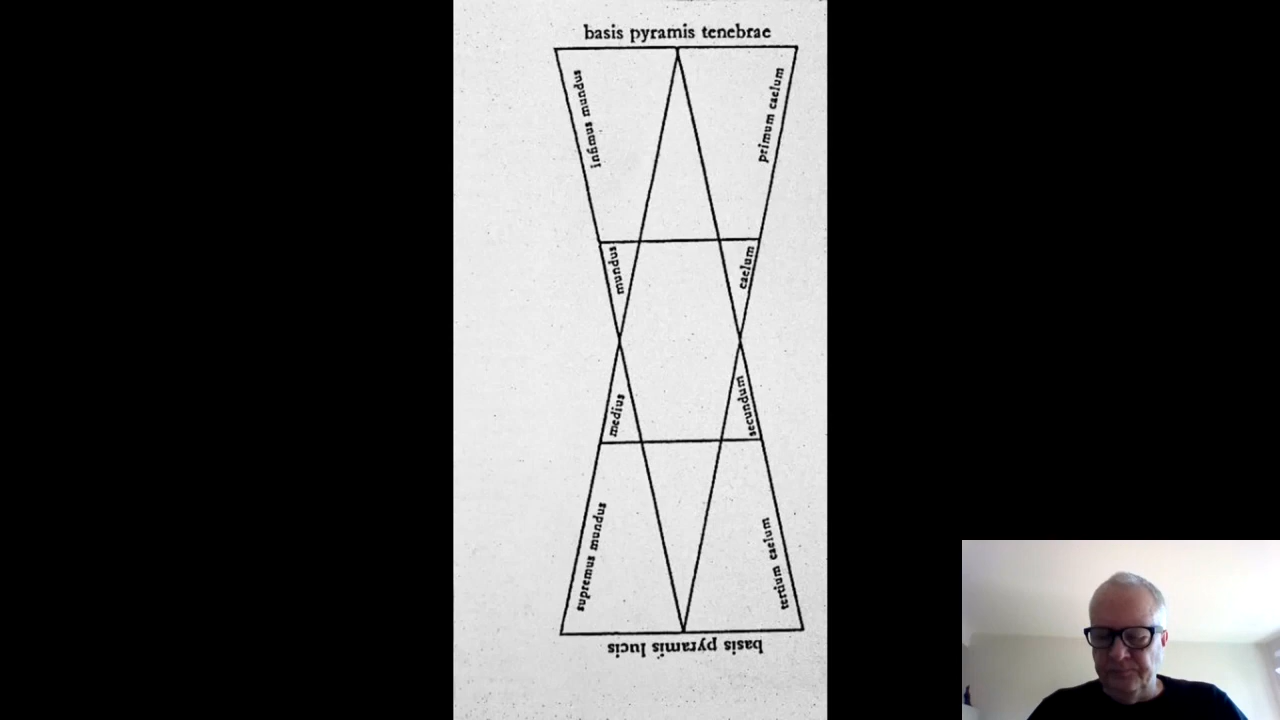 basis pyramis tenebrae
infimus mundus
primum caelum
mundus
caelum
medius
secundum
supremus mundus
tertium caelum
basis pyramis lucis